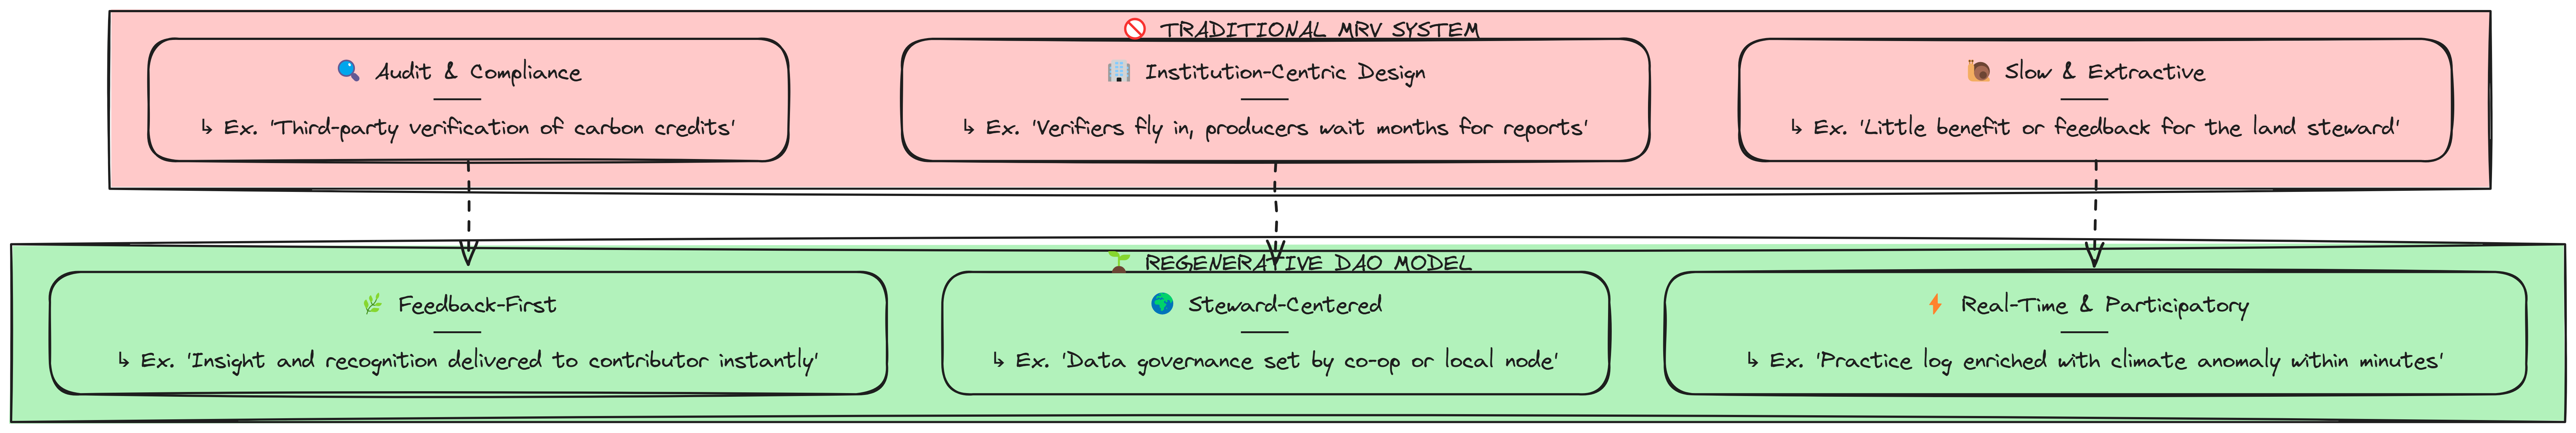 🚫 TRADITIONAL MRV SYSTEM
🔍 Audit & Compliance
↳ Ex. 'Third-party verification of carbon credits'
🏢 Institution-Centric Design
↳ Ex. 'Verifiers fly in, producers wait months for reports'
🐌 Slow & Extractive
↳ Ex. 'Little benefit or feedback for the land steward'
🌱 REGENERATIVE DAO MODEL
🌿 Feedback-First
↳ Ex. 'Insight and recognition delivered to contributor instantly'
🌍 Steward-Centered
↳ Ex. 'Data governance set by co-op or local node'
⚡ Real-Time & Participatory
↳ Ex. 'Practice log enriched with climate anomaly within minutes'